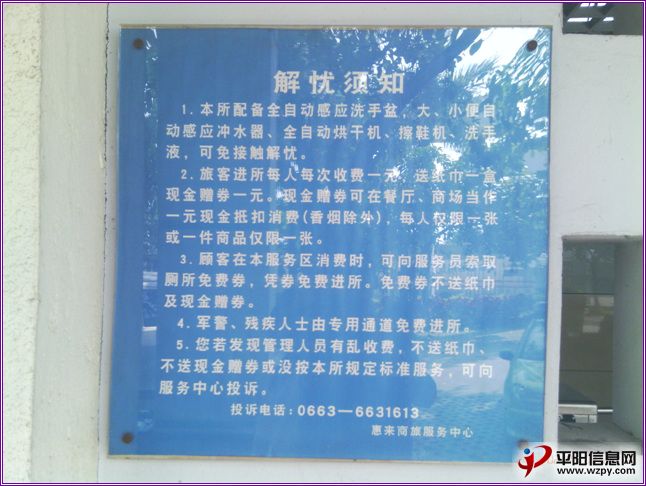 解忧须知
1．本所配备全自动感应洗手盆，大、小便自
动感应冲水器、全自动烘干机、擦鞋机、洗手
液，可免接触解忧。
2．旅客进所每人每次收费一元，送纸巾一盒
现金赠券一元。现金赠券可在餐厅、商场当作
一元现金抵扣消费(香烟除外)，每人仅限一张
或一件商品仅限一张。
3．顾客在本服务区消费时，可向服务员索取
厕所免费券，凭券免费进所。免费券不送纸巾
及现金赠券。
4．军警、残疾人士由专用通道免费进所。
5．您若发现管理人员有乱收费，不送纸巾、
不送现金赠券或没按本所规定标准服务，可向
服务中心投诉。
投诉电话：0663—6631613
惠来商旅服务中心
平阳信息网
www.wzpy.com